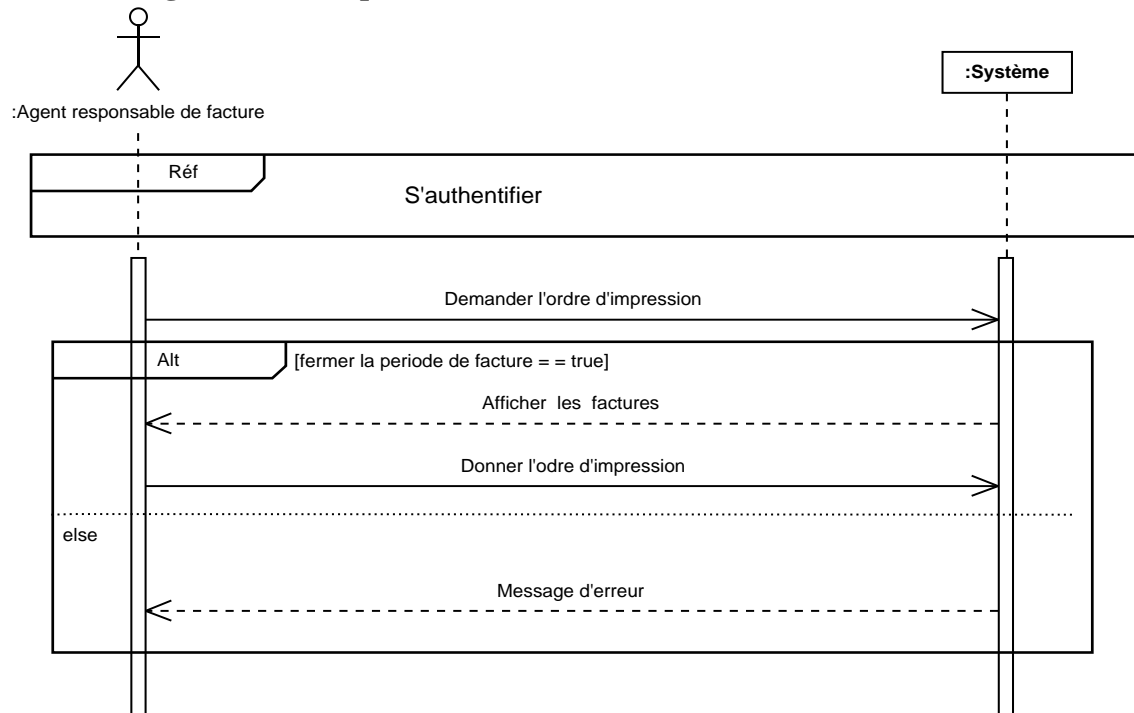 :Système
:Agent responsable de facture
Réf
S'authentifier
Demander l'ordre d'impression
Alt
[fermer la periode de facture = = true]
Afficher les factures
Donner l'odre d'impression
else
Message d'erreur